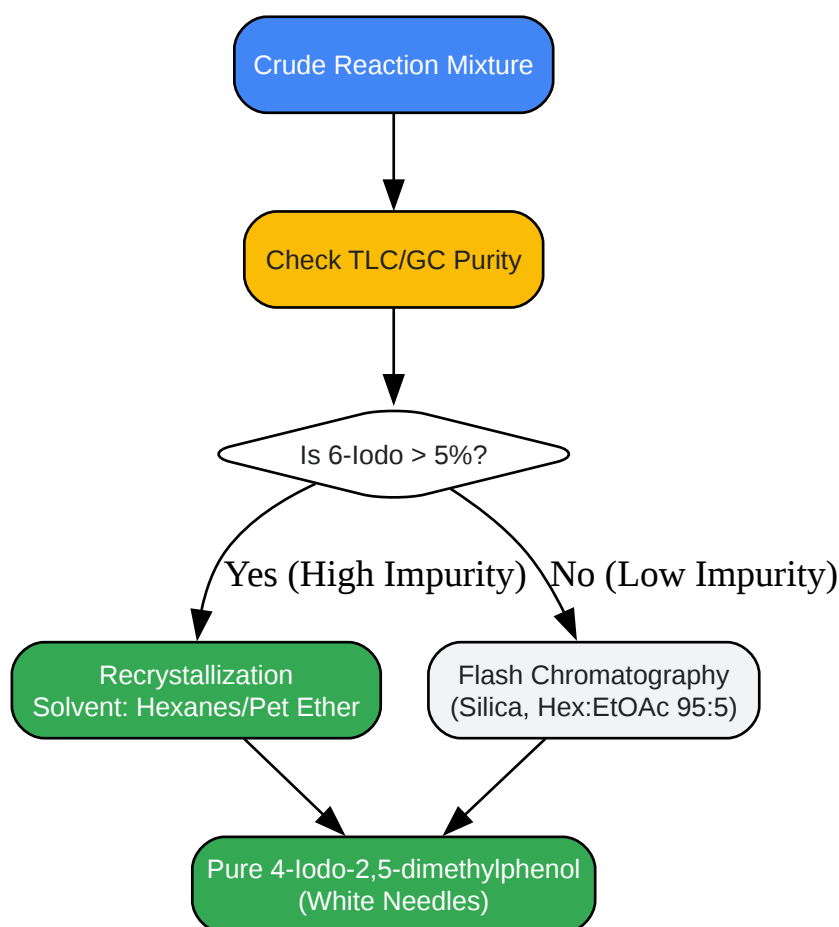 Crude Reaction Mixture
Check TLC/GC Purity
Is 6-Iodo > 5%?
Yes (High Impurity)
No (Low Impurity)
Recrystallization
Solvent: Hexanes/Pet Ether
Flash Chromatography
(Silica, Hex:EtOAc 95:5)
Pure 4-Iodo-2,5-dimethylphenol
(White Needles)